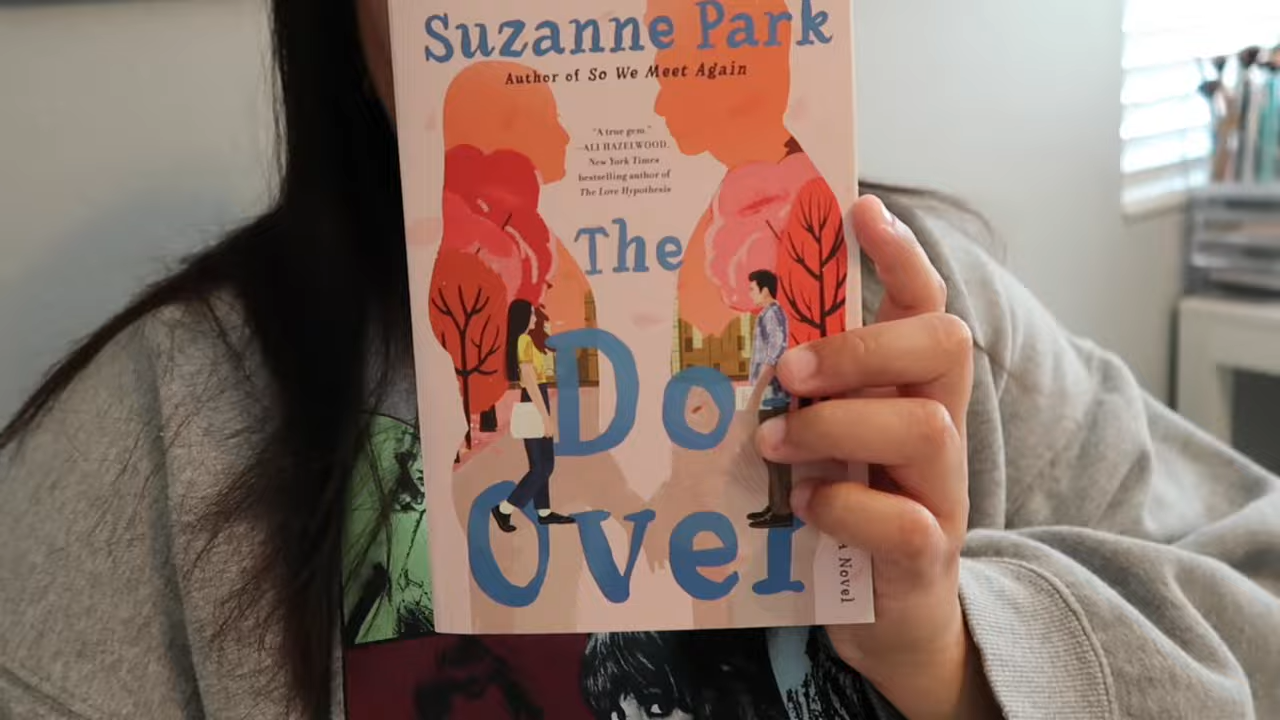 Suzanne Park
Author of So We Meet Again
"A true gem."
—ALI HAZELWOOD,
New York Times
bestselling author of
The Love Hypothesis
The
Do-
Over
A Novel